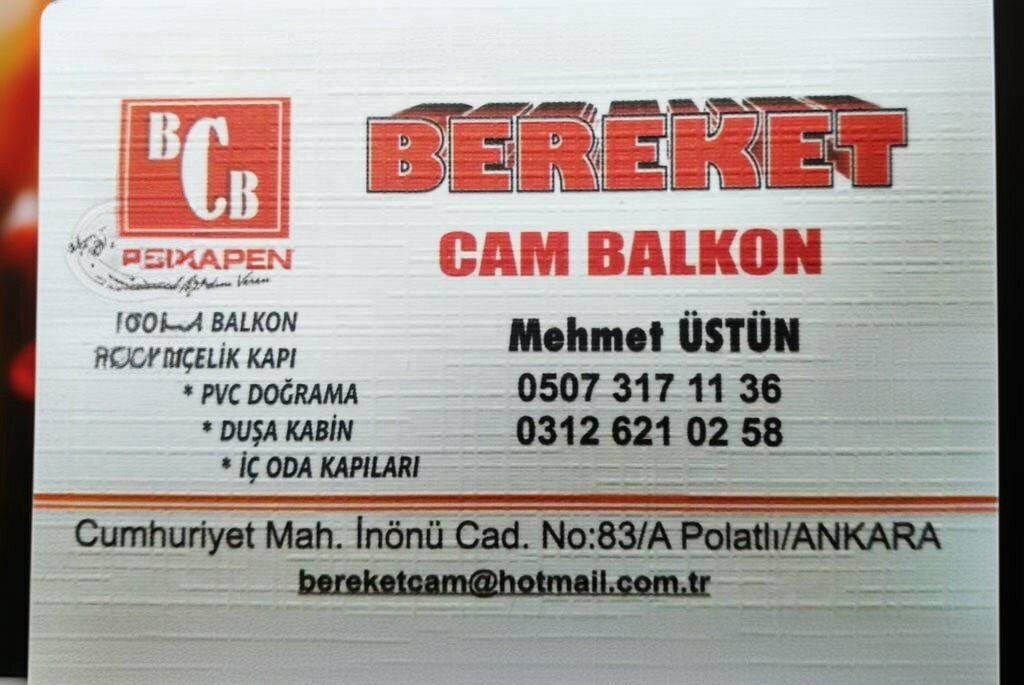 BCB
BEREKET
CAM BALKON
BALKON
ÇELİK KAPI
* PVC DOĞRAMA
* DUŞA KABİN
* İÇ ODA KAPILARI
Mehmet ÜSTÜN
0507 317 11 36
0312 621 02 58
Cumhuriyet Mah. İnönü Cad. No:83/A Polatlı/ANKARA
bereketcam@hotmail.com.tr